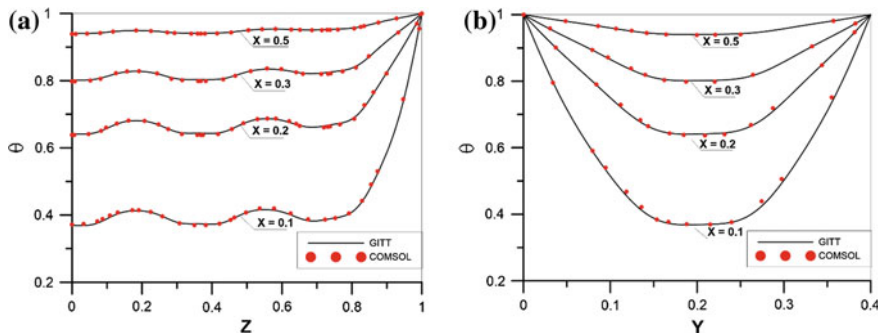 (a)
1
0.8
θ
0.6
0.4
0.2
X = 0.5
X = 0.3
X = 0.2
X = 0.1
GITT
COMSOL
0
0.2
0.4
0.6
0.8
1
Z
(b)
1
0.8
θ
0.6
0.4
0.2
X = 0.5
X = 0.3
X = 0.2
X = 0.1
GITT
COMSOL
0
0.1
0.2
0.3
0.4
Y